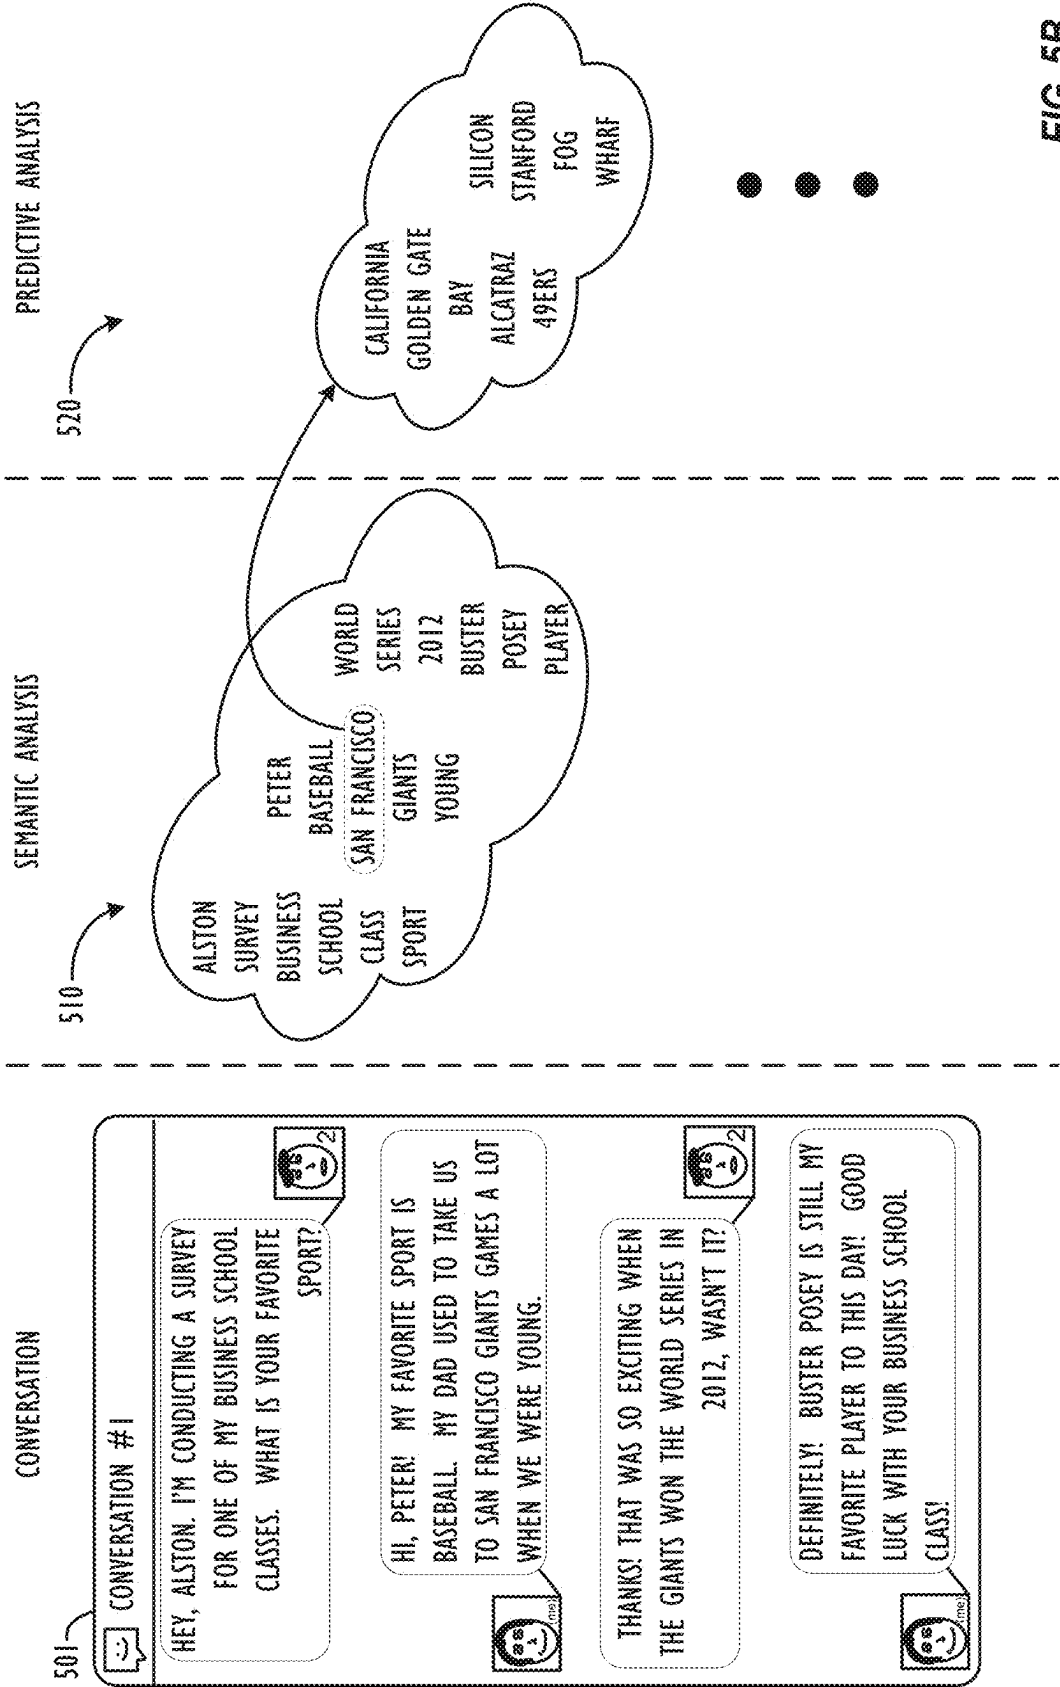 CONVERSATION
501
CONVERSATION #1
HEY, ALSTON. I'M CONDUCTING A SURVEY
FOR ONE OF MY BUSINESS SCHOOL
CLASSES. WHAT IS YOUR FAVORITE
SPORT?
2
HI, PETER! MY FAVORITE SPORT IS
BASEBALL. MY DAD USED TO TAKE US
TO SAN FRANCISCO GIANTS GAMES A LOT
WHEN WE WERE YOUNG.
(me)
THANKS! THAT WAS SO EXCITING WHEN
THE GIANTS WON THE WORLD SERIES IN
2012, WASN'T IT?
2
DEFINITELY! BUSTER POSEY IS STILL MY
FAVORITE PLAYER TO THIS DAY! GOOD
LUCK WITH YOUR BUSINESS SCHOOL
CLASS!
(me)
SEMANTIC ANALYSIS
510
ALSTON
SURVEY
BUSINESS
SCHOOL
CLASS
SPORT
PETER
BASEBALL
SAN FRANCISCO
GIANTS
YOUNG
WORLD
SERIES
2012
BUSTER
POSEY
PLAYER
PREDICTIVE ANALYSIS
520
CALIFORNIA
GOLDEN GATE
BAY
ALCATRAZ
49ERS
SILICON
STANFORD
FOG
WHARF
FIG. 5B